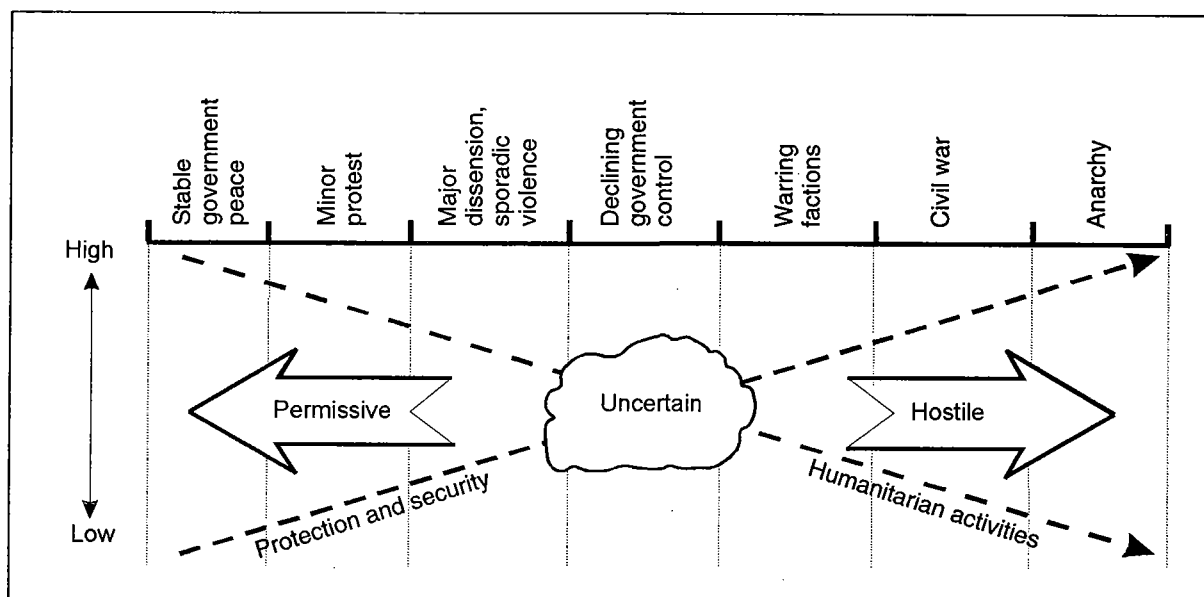 Stable
government
peace
Minor
protest
Major
dissension,
sporadic
violence
Declining
government
control
Warring
factions
Civil war
Anarchy
High
Permissive
Uncertain
Hostile
Protection and security
Humanitarian activities
Low